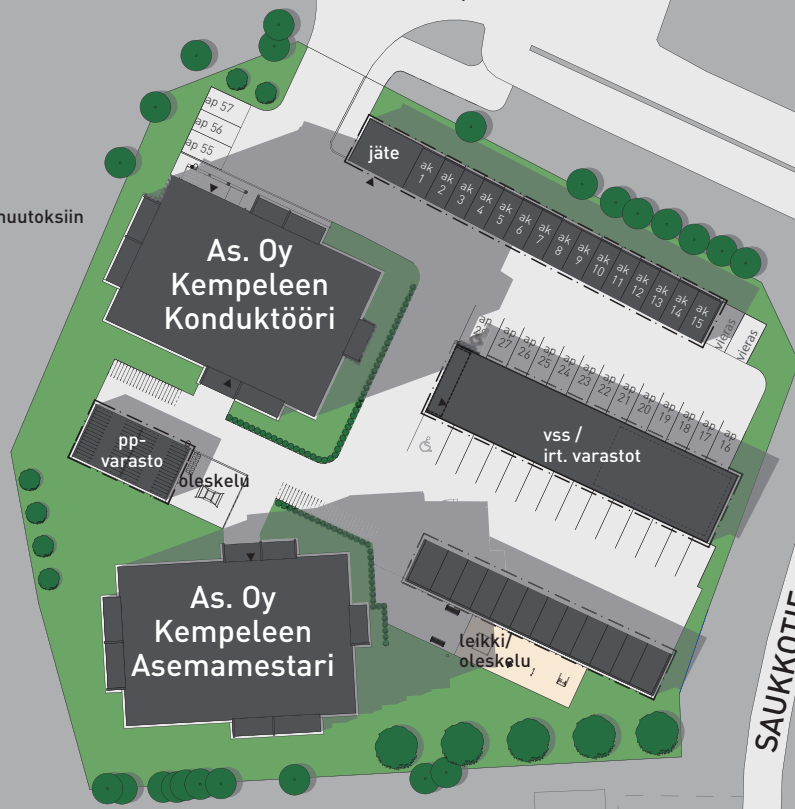 ap 57
ap 56
ap 55
jäte
ak
1
ak
2
ak
3
ak
4
ak
5
ak
6
ak
7
ak
8
ak
9
ak
10
ak
11
ak
12
ak
13
ak
14
ak
15
vieras
vieras
muutoksiin
As. Oy
Kempeleen
Konduktööri
ap
ap
27
ap
26
ap
25
ap
24
ap
23
ap
22
ap
21
ap
20
ap
19
ap
18
ap
17
ap
16
vss /
irt. varastot
pp-
varasto
oleskelu
As. Oy
Kempeleen
Asemamestari
leikki/
oleskelu
SAUKKOTIE